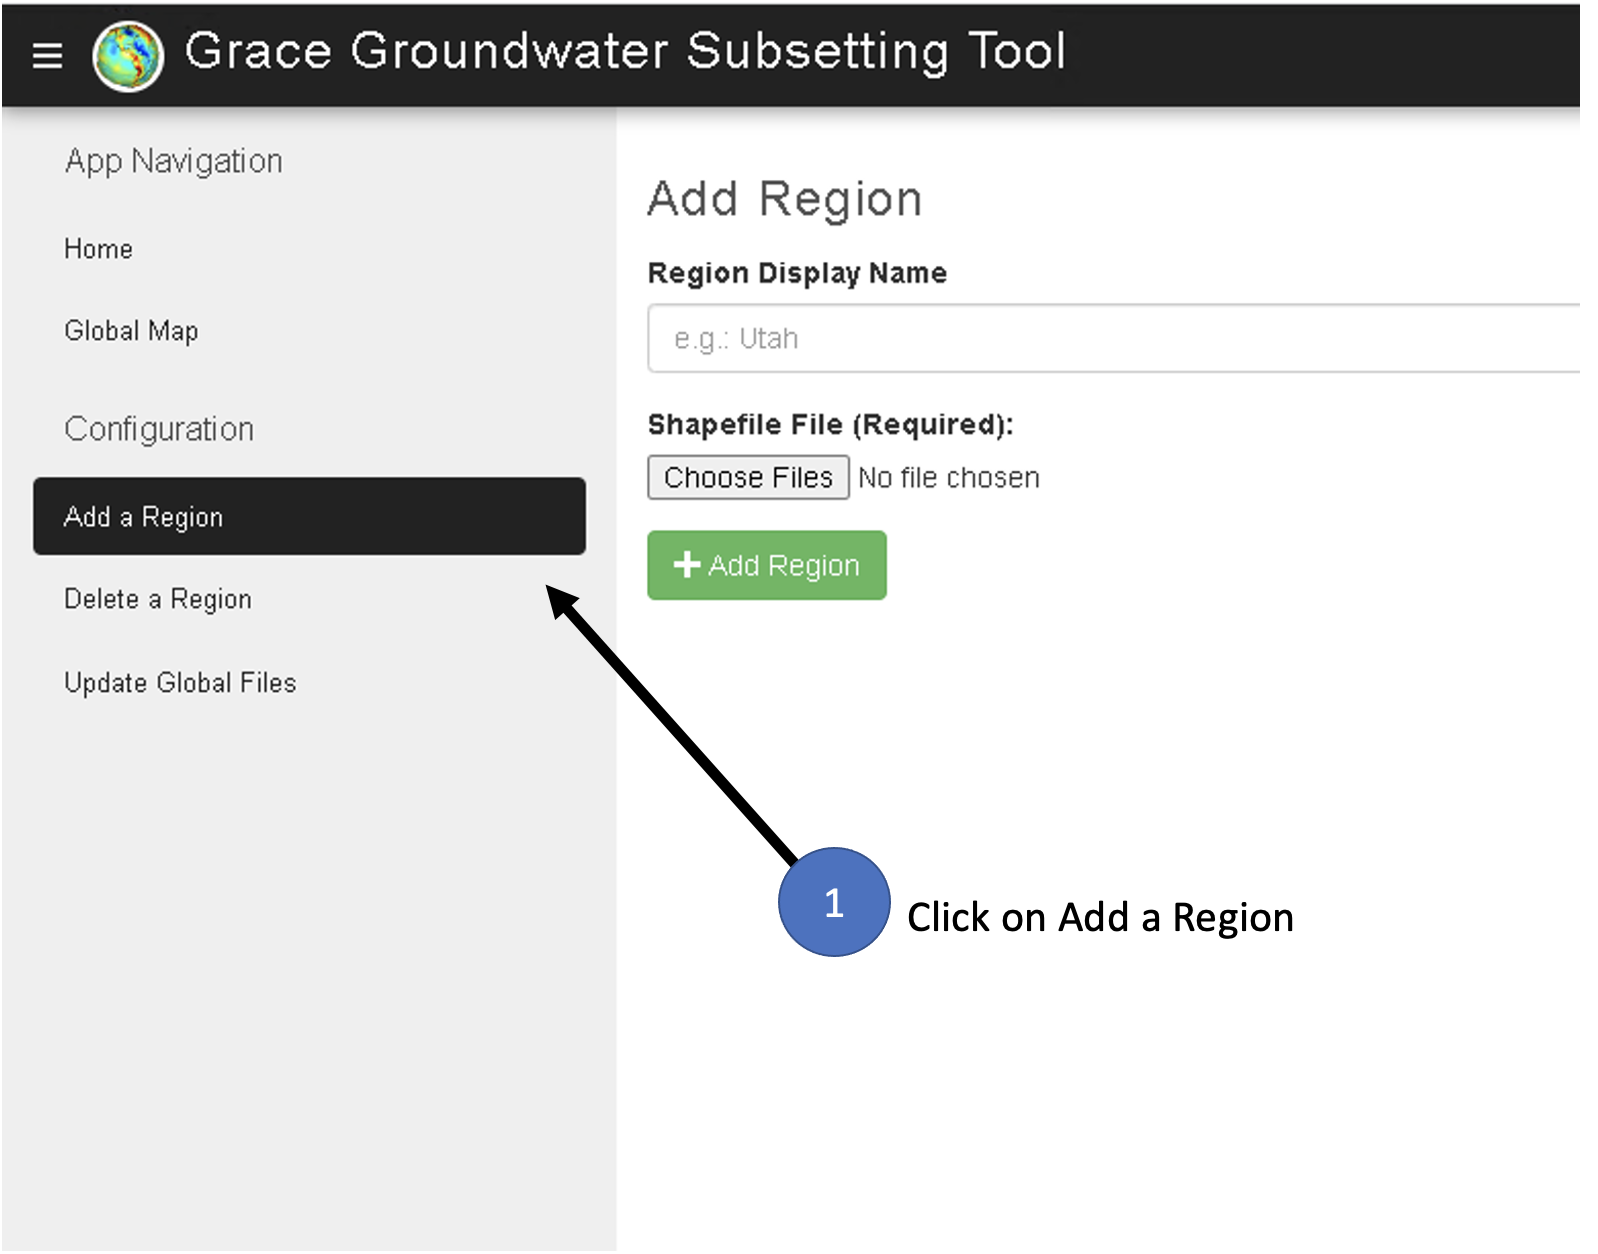 Grace Groundwater Subsetting Tool
App Navigation
Home
Global Map
Configuration
Add a Region
Delete a Region
Update Global Files
Add Region
Region Display Name
e.g.: Utah
Shapefile File (Required):
Choose Files No file chosen
Add Region
1
Click on Add a Region